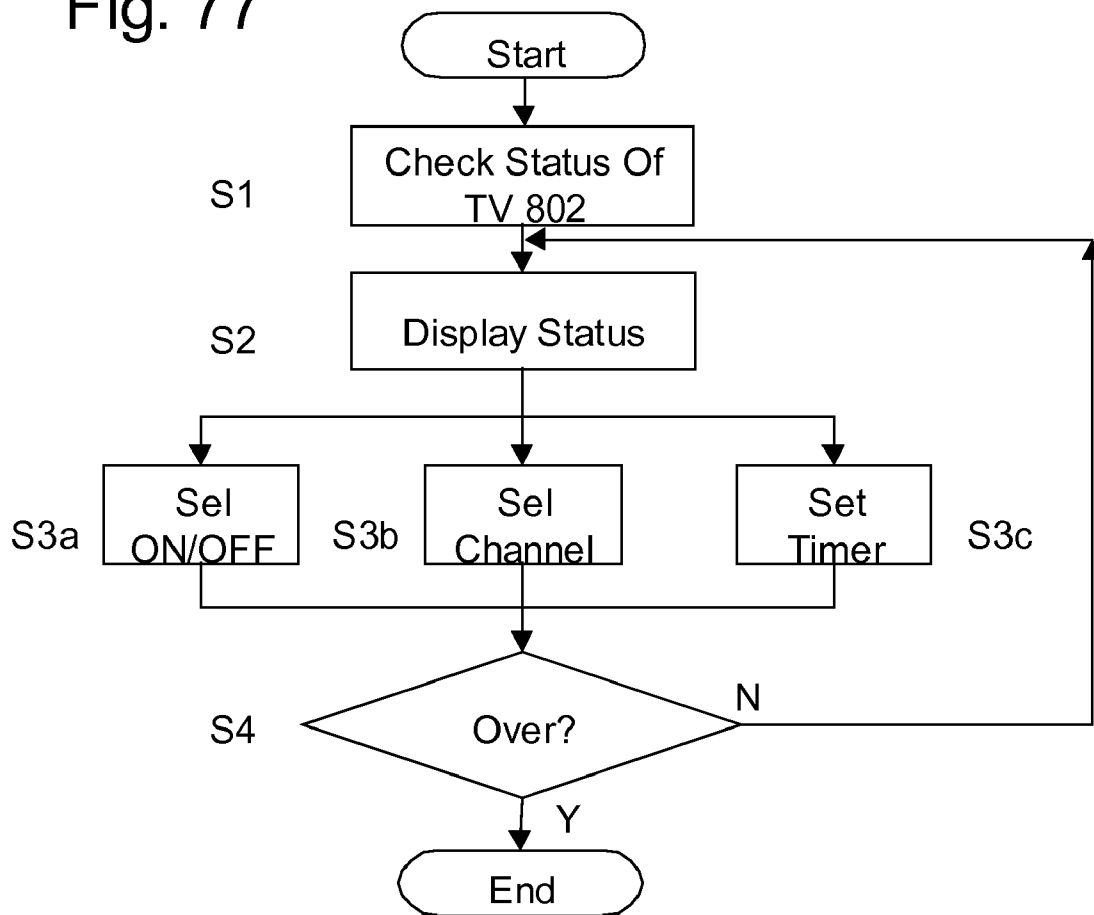 Fig. 77
Start
Check Status Of
TV 802
S1
Display Status
S2
Sel
ON/OFF
S3a
Sel
Channel
S3b
Set
Timer
S3c
Over?
S4
N
Y
End